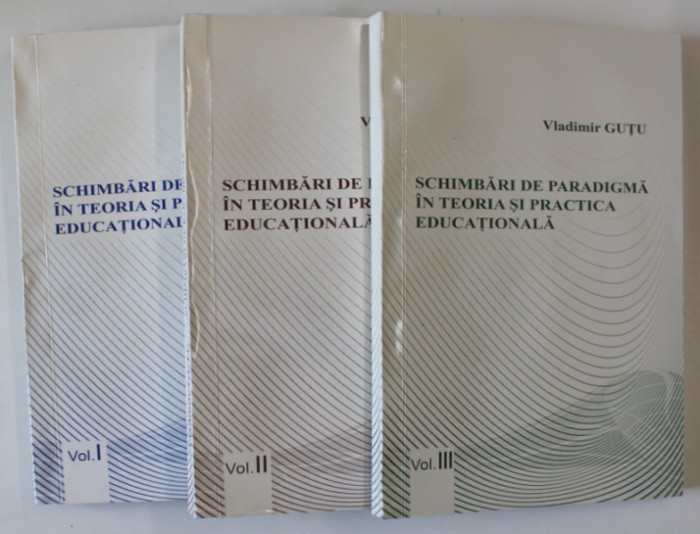 SCHIMBĂRI DE
ÎN TEORIA ȘI P
EDUCAȚIONAL
Vol.I
V
SCHIMBĂRI DE
ÎN TEORIA ȘI PR
EDUCAȚIONALĂ
Vol.II
Vladimir GUȚU
SCHIMBĂRI DE PARADIGMĂ
ÎN TEORIA ȘI PRACTICA
EDUCAȚIONALĂ
Vol.III